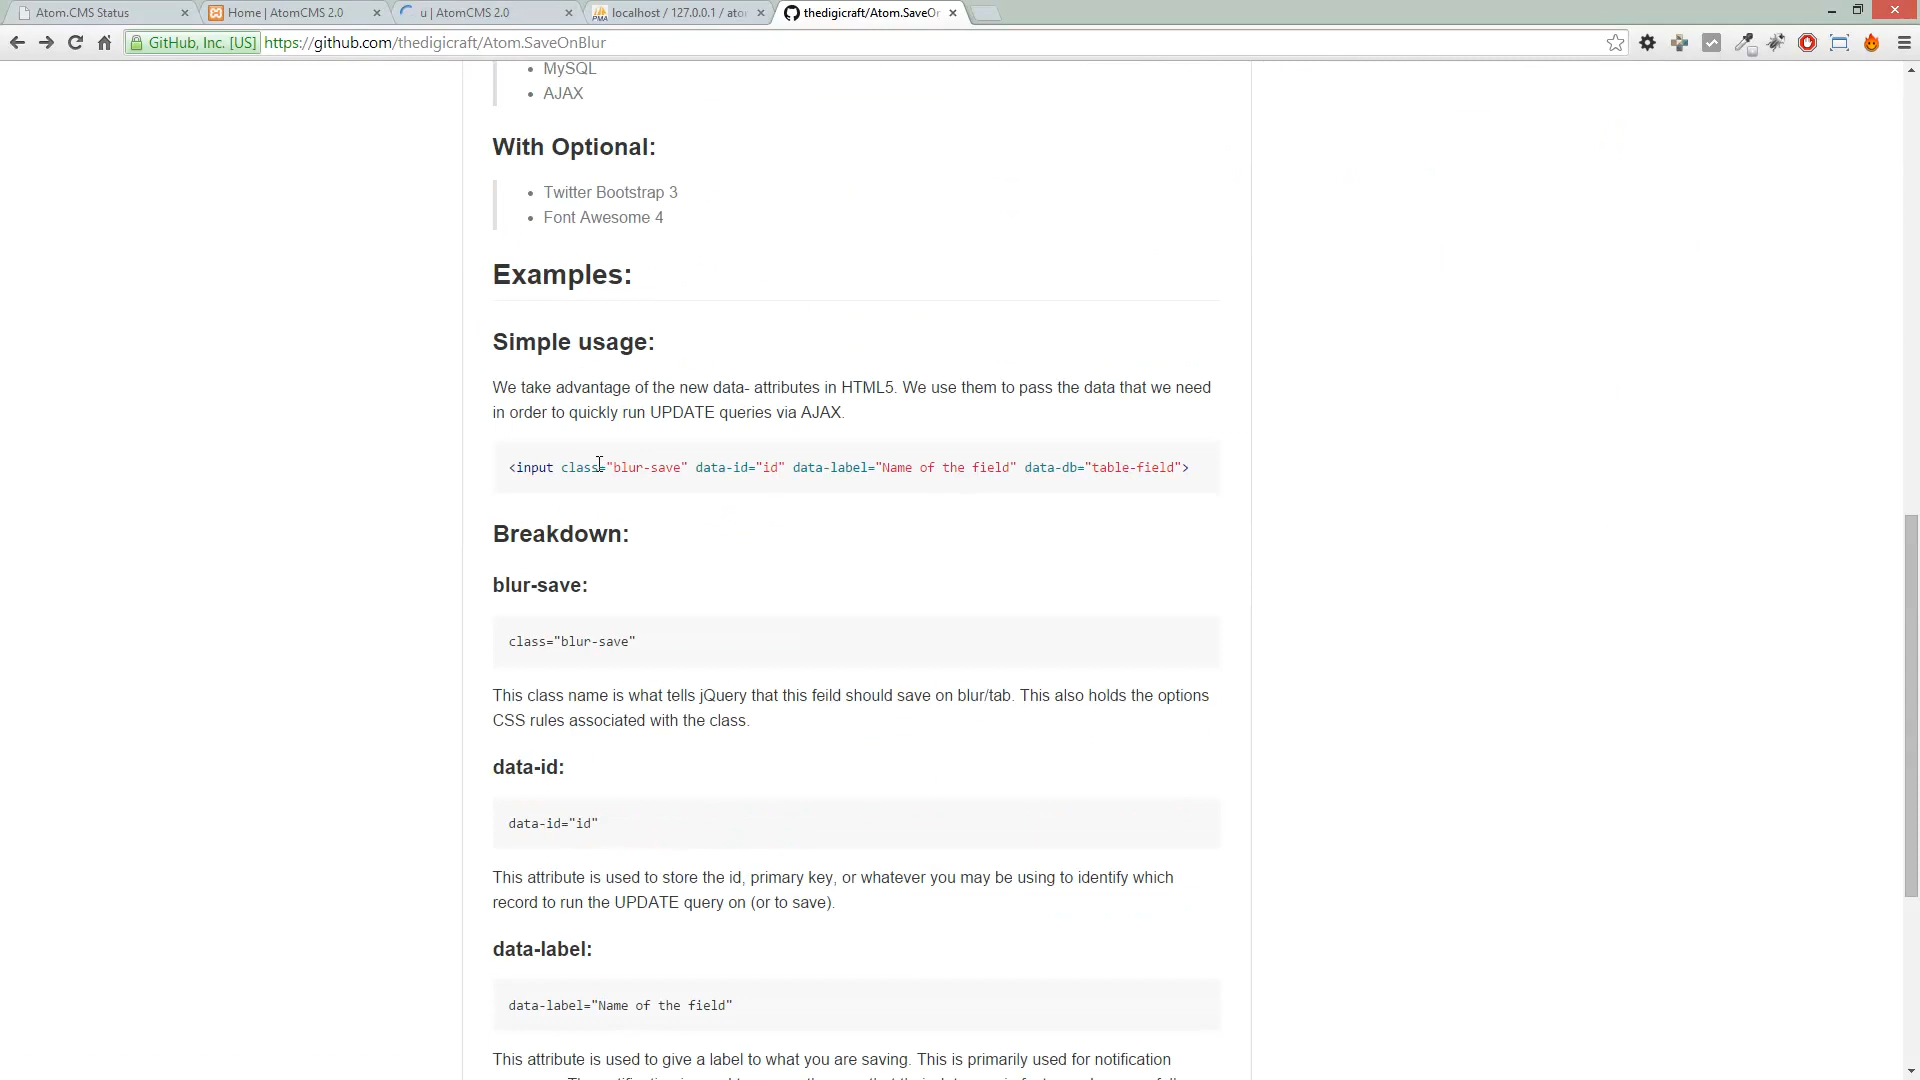 Atom.CMS Status
Home | AtomCMS 2.0
u | AtomCMS 2.0
localhost / 127.0.0.1 / ato
thedigicraft/Atom.SaveOn
GitHub, Inc. [US] https://github.com/thedigicraft/Atom.SaveOnBlur
• MySQL
• AJAX
With Optional:
• Twitter Bootstrap 3
• Font Awesome 4
Examples:
Simple usage:
We take advantage of the new data- attributes in HTML5. We use them to pass the data that we need
in order to quickly run UPDATE queries via AJAX.
<input class="blur-save" data-id="id" data-label="Name of the field" data-db="table-field">
Breakdown:
blur-save:
class="blur-save"
This class name is what tells jQuery that this feild should save on blur/tab. This also holds the options
CSS rules associated with the class.
data-id:
data-id="id"
This attribute is used to store the id, primary key, or whatever you may be using to identify which
record to run the UPDATE query on (or to save).
data-label:
data-label="Name of the field"
This attribute is used to give a label to what you are saving. This is primarily used for notification